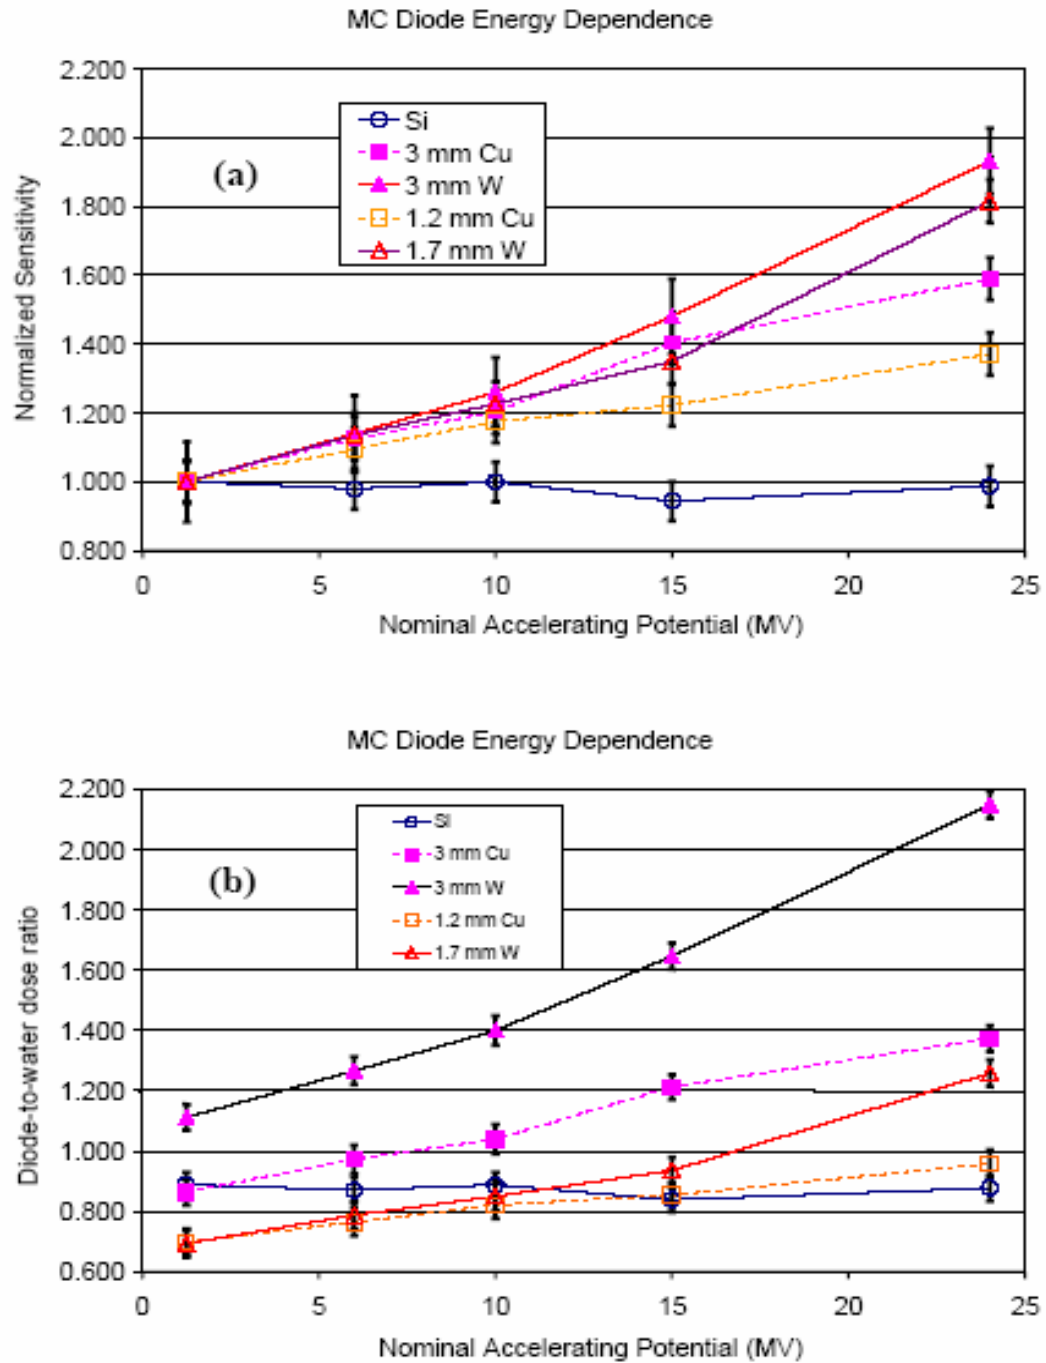 MC Diode Energy Dependence
2.200
2.000
1.800
1.600
1.400
1.200
1.000
0.800
Normalized Sensitivity
(a)
Si
3 mm Cu
3 mm W
1.2 mm Cu
1.7 mm W
0 5 10 15 20 25
Nominal Accelerating Potential (MV)
MC Diode Energy Dependence
2.200
2.000
1.800
1.600
1.400
1.200
1.000
0.800
0.600
Diode-to-water dose ratio
(b)
Si
3 mm Cu
3 mm W
1.2 mm Cu
1.7 mm W
0 5 10 15 20 25
Nominal Accelerating Potential (MV)